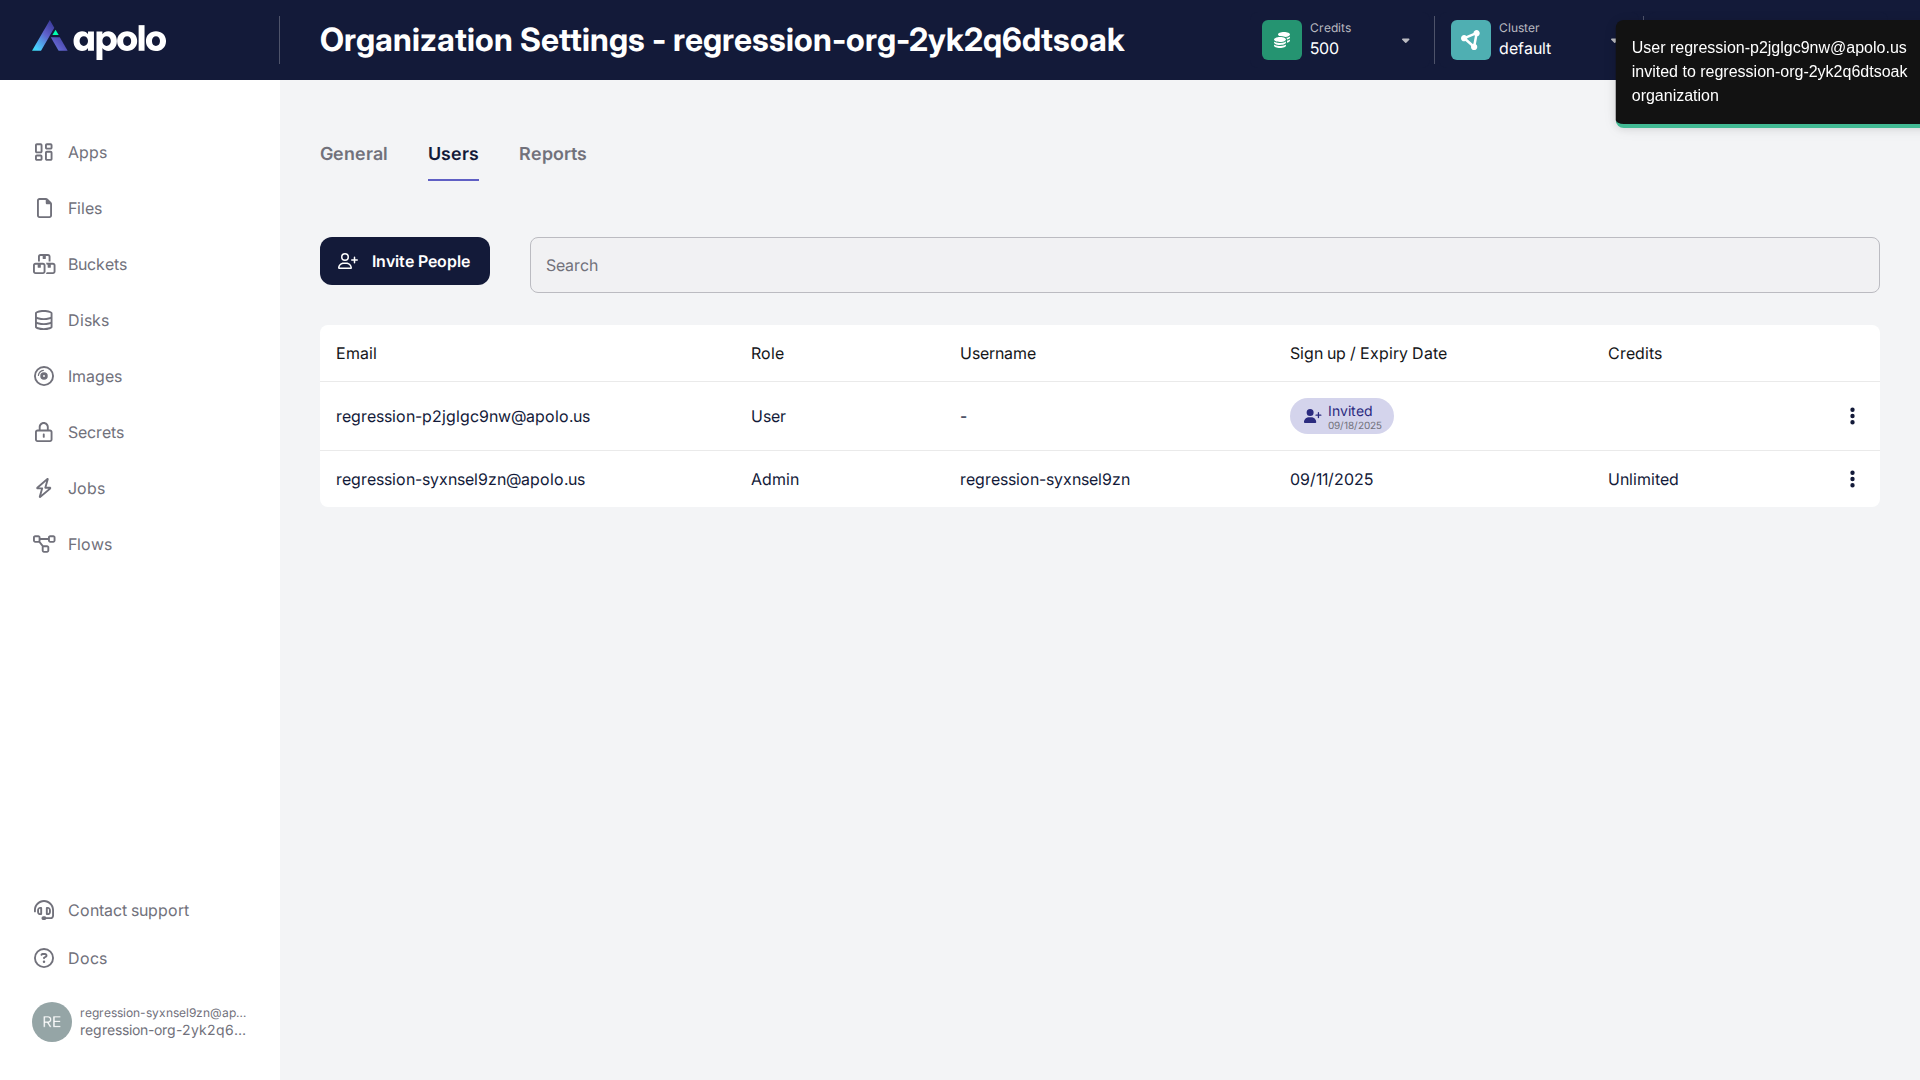 apolo
Organization Settings - regression-org-2yk2q6dtsoak
Credits
500
Cluster
default
User regression-p2jglgc9nw@apolo.us
invited to regression-org-2yk2q6dtsoak
organization
Apps
Files
Buckets
Disks
Images
Secrets
Jobs
Flows
General
Users
Reports
Invite People
Search
Email
Role
Username
Sign up / Expiry Date
Credits
regression-p2jglgc9nw@apolo.us
User
-
Invited
09/18/2025
regression-syxnsel9zn@apolo.us
Admin
regression-syxnsel9zn
09/11/2025
Unlimited
Contact support
Docs
RE
regression-syxnsel9zn@ap...
regression-org-2yk2q6...